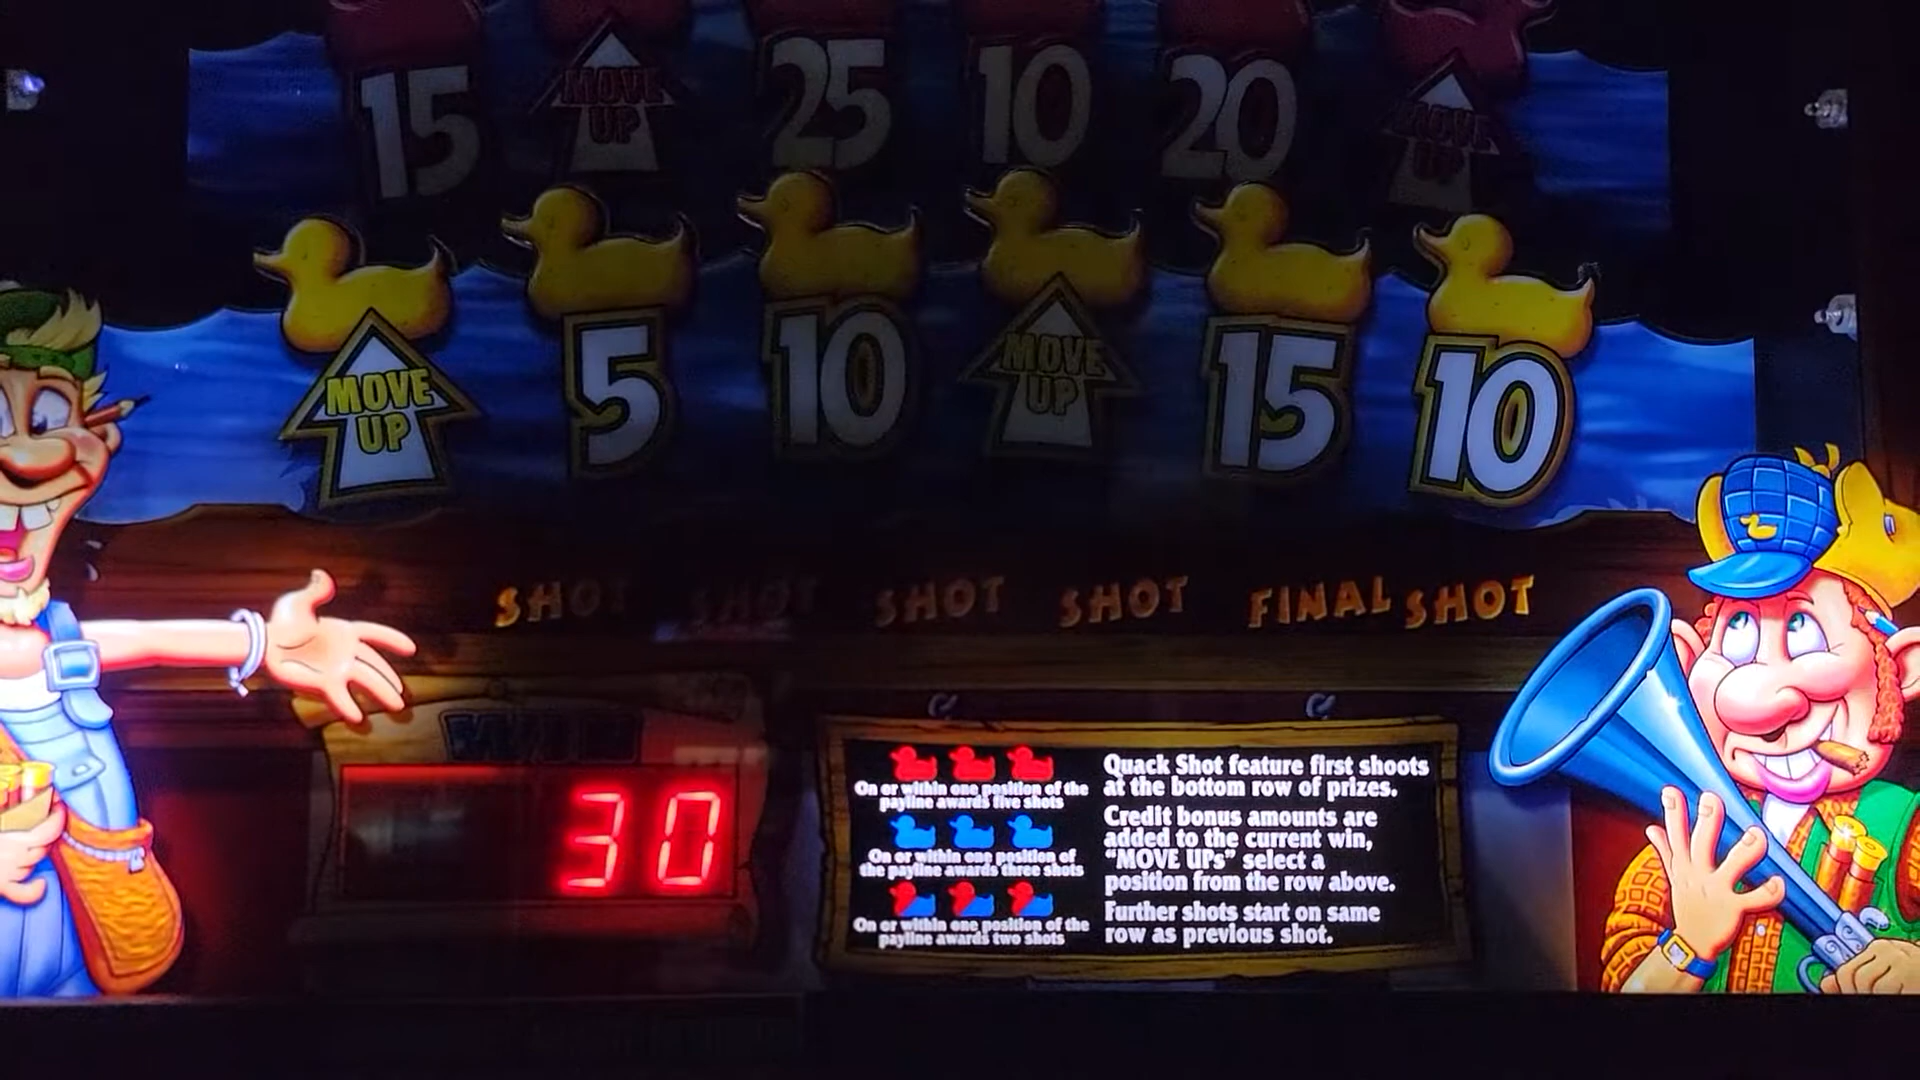 15 MOVE UP 25 10 20 MOVE UP
MOVE UP 5 10 MOVE UP 15 10
SHOT SHOT SHOT SHOT FINAL SHOT
WIN
30
On or within one position of the
payline awards five shots
On or within one position of
the payline awards three shots
On or within one position of the
payline awards two shots
Quack Shot feature first shoots
at the bottom row of prizes.
Credit bonus amounts are
added to the current win,
“MOVE UPs” select a
position from the row above.
Further shots start on same
row as previous shot.